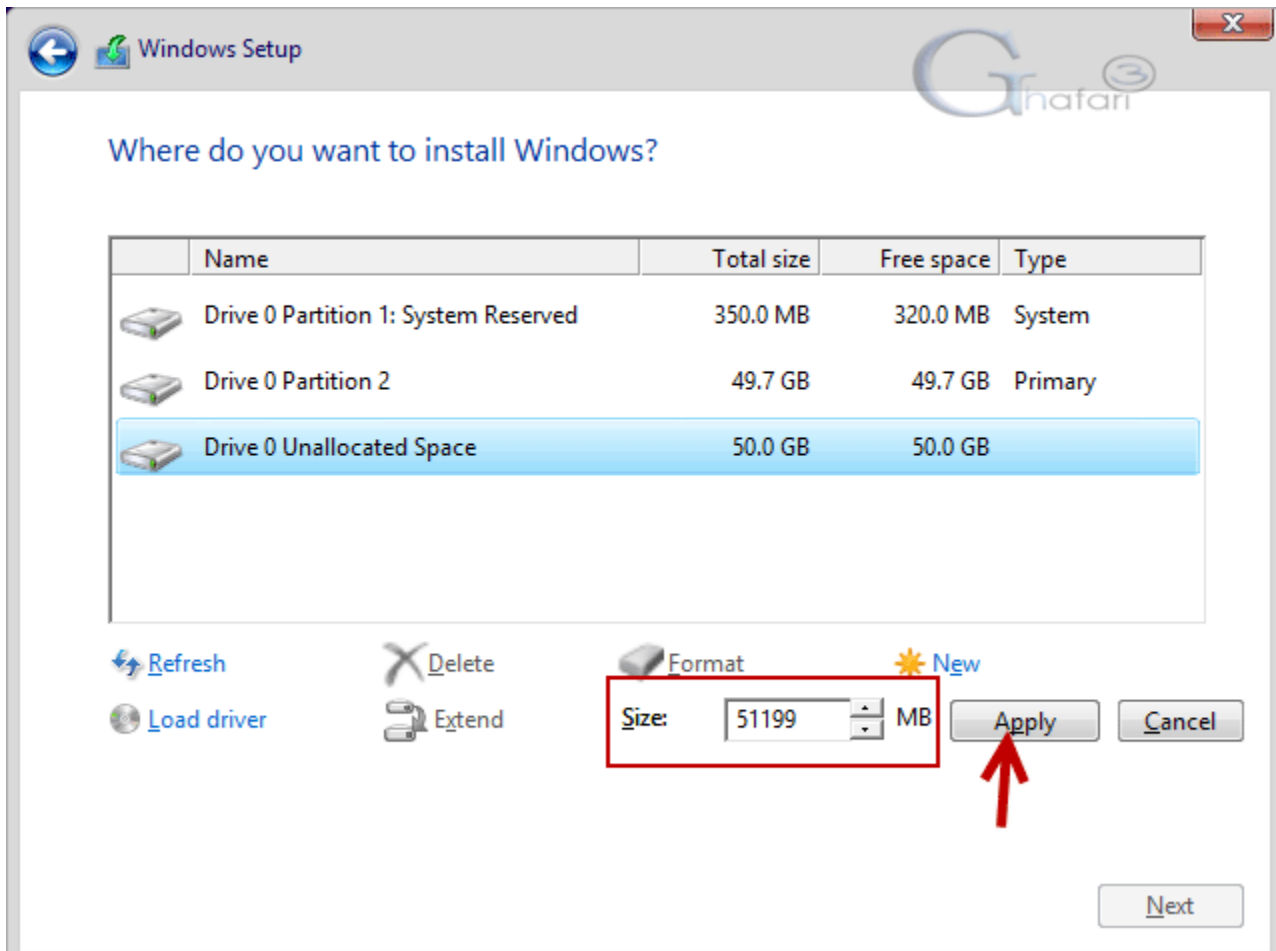 Windows Setup
Ghafari3
Where do you want to install Windows?
Name Total size Free space Type
Drive 0 Partition 1: System Reserved 350.0 MB 320.0 MB System
Drive 0 Partition 2 49.7 GB 49.7 GB Primary
Drive 0 Unallocated Space 50.0 GB 50.0 GB
Refresh Delete Format New
Load driver Extend Size: 51199 MB Apply Cancel
Next